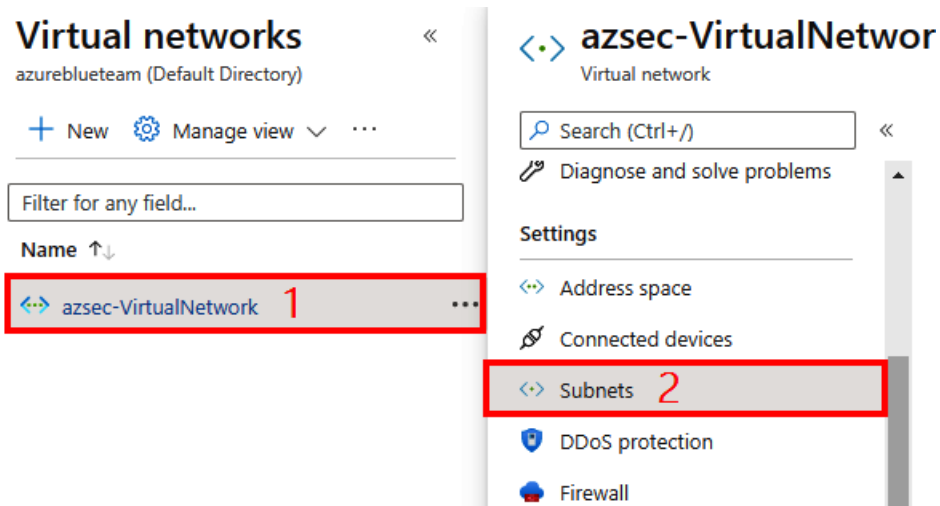 Virtual networks
azureblueteam (Default Directory)
New
Manage view
Filter for any field...
Name
azsec-VirtualNetwork
1
azsec-VirtualNetwor
Virtual network
Search (Ctrl+/)
Diagnose and solve problems
Settings
Address space
Connected devices
Subnets
2
DDoS protection
Firewall